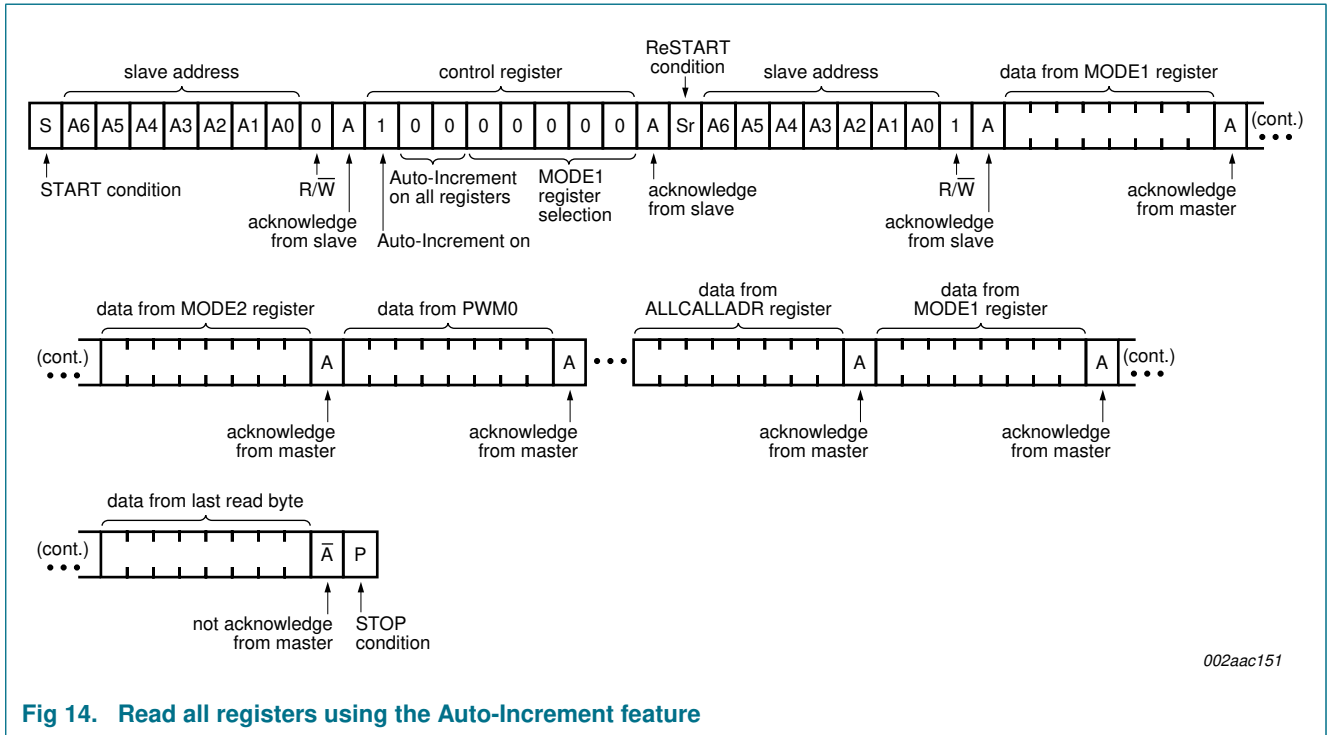 ReSTART
condition
slave address
control register
slave address
data from MODE1 register
S A6 A5 A4 A3 A2 A1 A0 0 A 1 0 0 0 0 0 0 0 A Sr A6 A5 A4 A3 A2 A1 A0 1 A A (cont.)
START condition
R/W̅
acknowledge
from slave
Auto-Increment on
Auto-Increment
on all registers
MODE1
register
selection
acknowledge
from slave
R/W̅
acknowledge
from slave
acknowledge
from master
data from MODE2 register
data from PWM0
data from
ALLCALLADR register
data from
MODE1 register
(cont.) A A A A (cont.)
acknowledge
from master
acknowledge
from master
acknowledge
from master
acknowledge
from master
data from last read byte
(cont.) A̅ P
not acknowledge
from master
STOP
condition
002aac151
Fig 14. Read all registers using the Auto-Increment feature